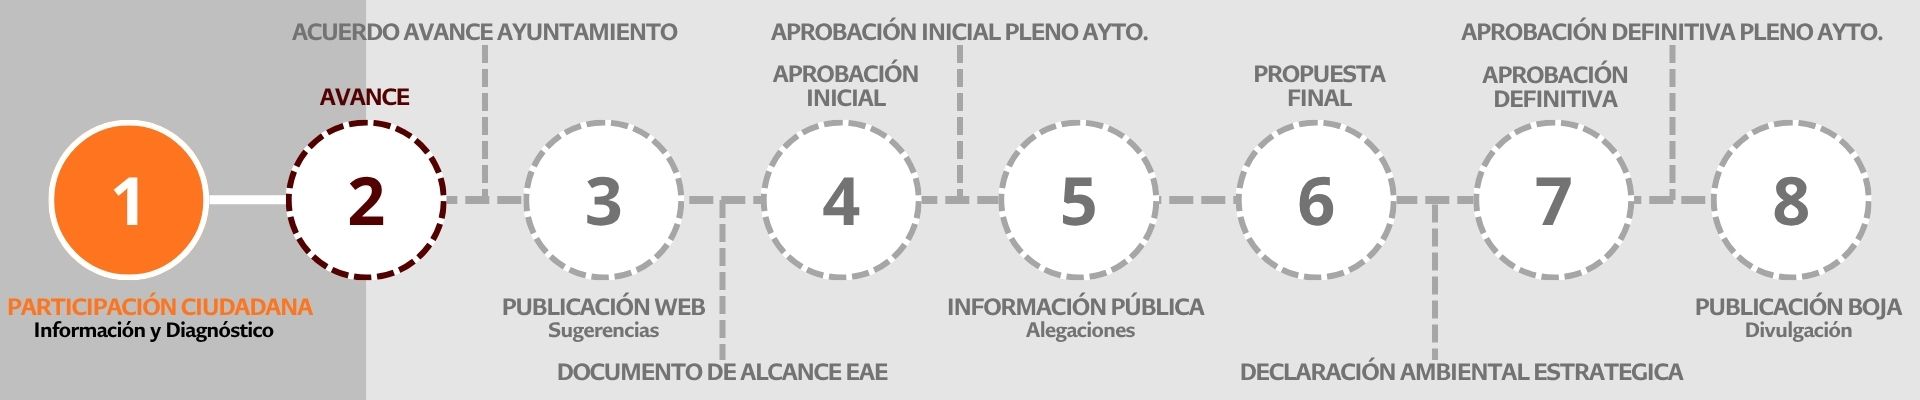 ACUERDO AVANCE AYUNTAMIENTO
APROBACIÓN INICIAL PLENO AYTO.
APROBACIÓN DEFINITIVA PLENO AYTO.
AVANCE
APROBACIÓN
INICIAL
PROPUESTA
FINAL
APROBACIÓN
DEFINITIVA
1
2
3
4
5
6
7
8
PARTICIPACIÓN CIUDADANA
Información y Diagnóstico
PUBLICACIÓN WEB
Sugerencias
INFORMACIÓN PÚBLICA
Alegaciones
PUBLICACIÓN BOJA
Divulgación
DOCUMENTO DE ALCANCE EAE
DECLARACIÓN AMBIENTAL ESTRATEGICA